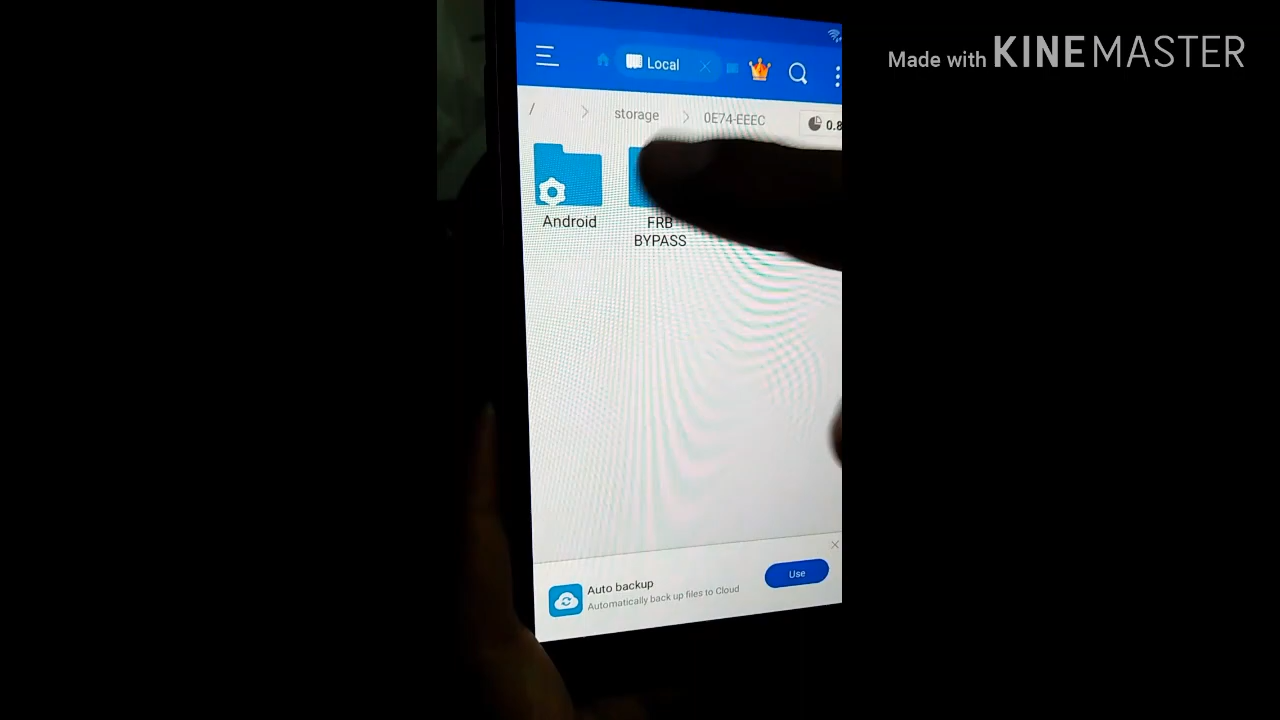 Made with KINEMASTER
Local
/ storage 0E74-EEEC 0.8
Android
FRB
BYPASS
Auto backup
Automatically back up files to Cloud
Use